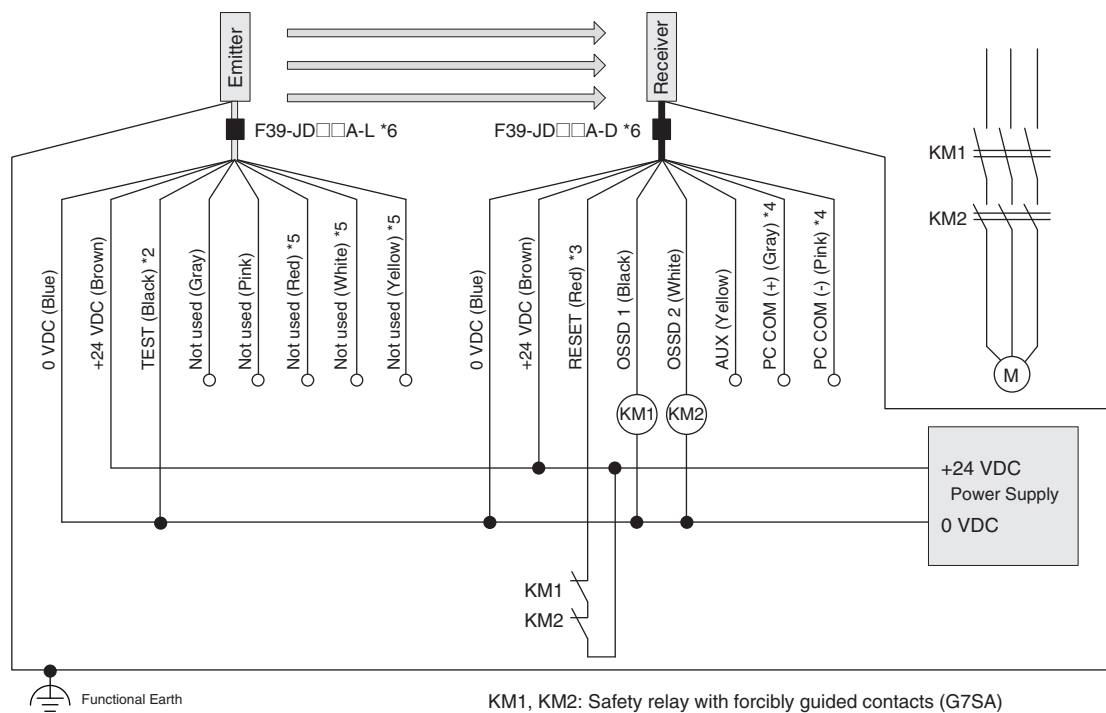 Emitter
Receiver
F39-JD□□A-L *6
F39-JD□□A-D *6
KM1
KM2
M
0 VDC (Blue)
+24 VDC (Brown)
TEST (Black) *2
Not used (Gray)
Not used (Pink)
Not used (Red) *5
Not used (White) *5
Not used (Yellow) *5
0 VDC (Blue)
+24 VDC (Brown)
RESET (Red) *3
OSSD 1 (Black)
OSSD 2 (White)
AUX (Yellow)
PC COM (+) (Gray) *4
PC COM (-) (Pink) *4
KM1
KM2
+24 VDC
Power Supply
0 VDC
KM1
KM2
Functional Earth
KM1, KM2: Safety relay with forcibly guided contacts (G7SA)